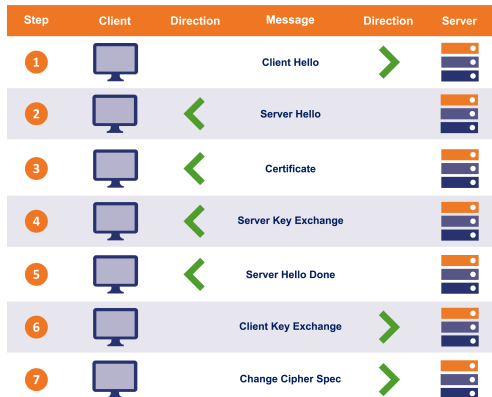 Step Client Direction Message Direction Server
1 Client Hello
2 Server Hello
3 Certificate
4 Server Key Exchange
5 Server Hello Done
6 Client Key Exchange
7 Change Cipher Spec